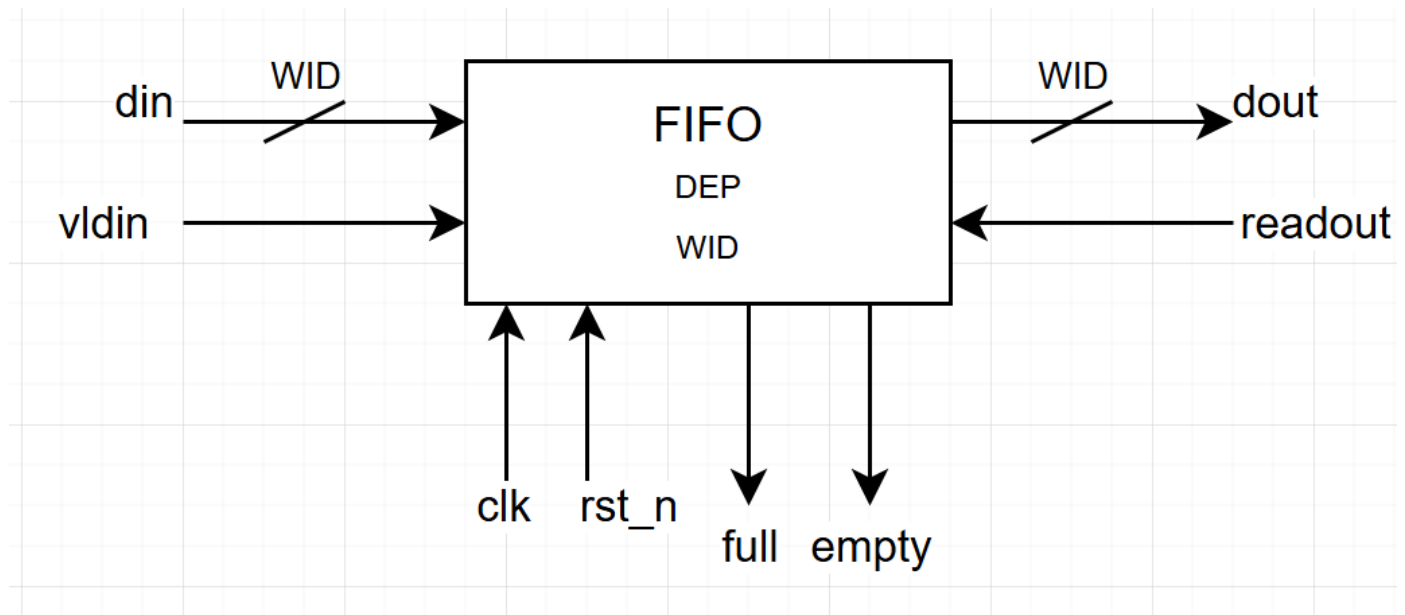 WID
din
vldin
FIFO
DEP
WID
WID
dout
readout
clk
rst_n
full
empty